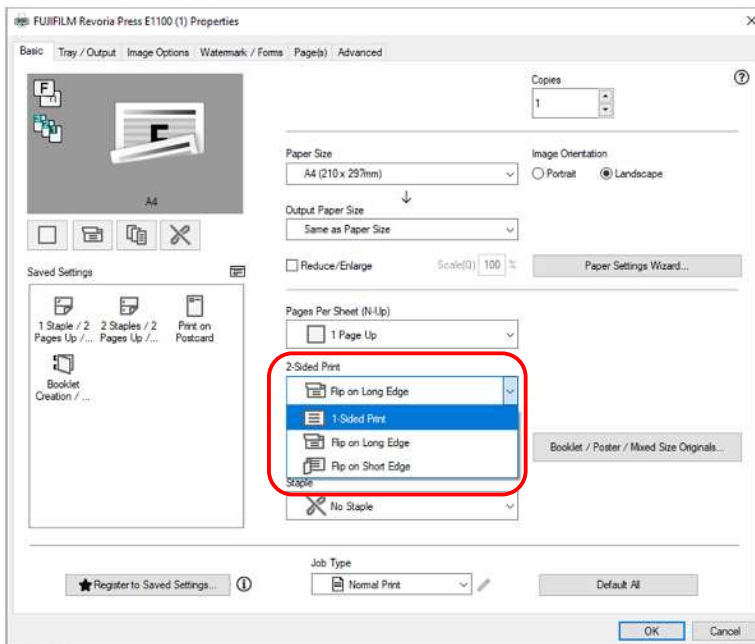 FUJIFILM Revoria Press E1100 (1) Properties
Basic Tray / Output Image Options Watermark / Forms Page(s) Advanced
F
A4
Copies
1
Paper Size
A4 (210 x 297mm)
Image Orientation
Portrait Landscape
Output Paper Size
Same as Paper Size
Reduce/Enlarge Scale(Q) 100 %
Paper Settings Wizard...
Saved Settings
1 Staple / 2 Pages Up /...
2 Staples / 2 Pages Up /...
Print on Postcard
Booklet Creation / ...
Pages Per Sheet (N-Up)
1 Page Up
2-Sided Print
Flip on Long Edge
1-Sided Print
Flip on Long Edge
Flip on Short Edge
Booklet / Poster / Mixed Size Originals...
Staple
No Staple
Register to Saved Settings...
Job Type
Normal Print
Default All
OK Cancel